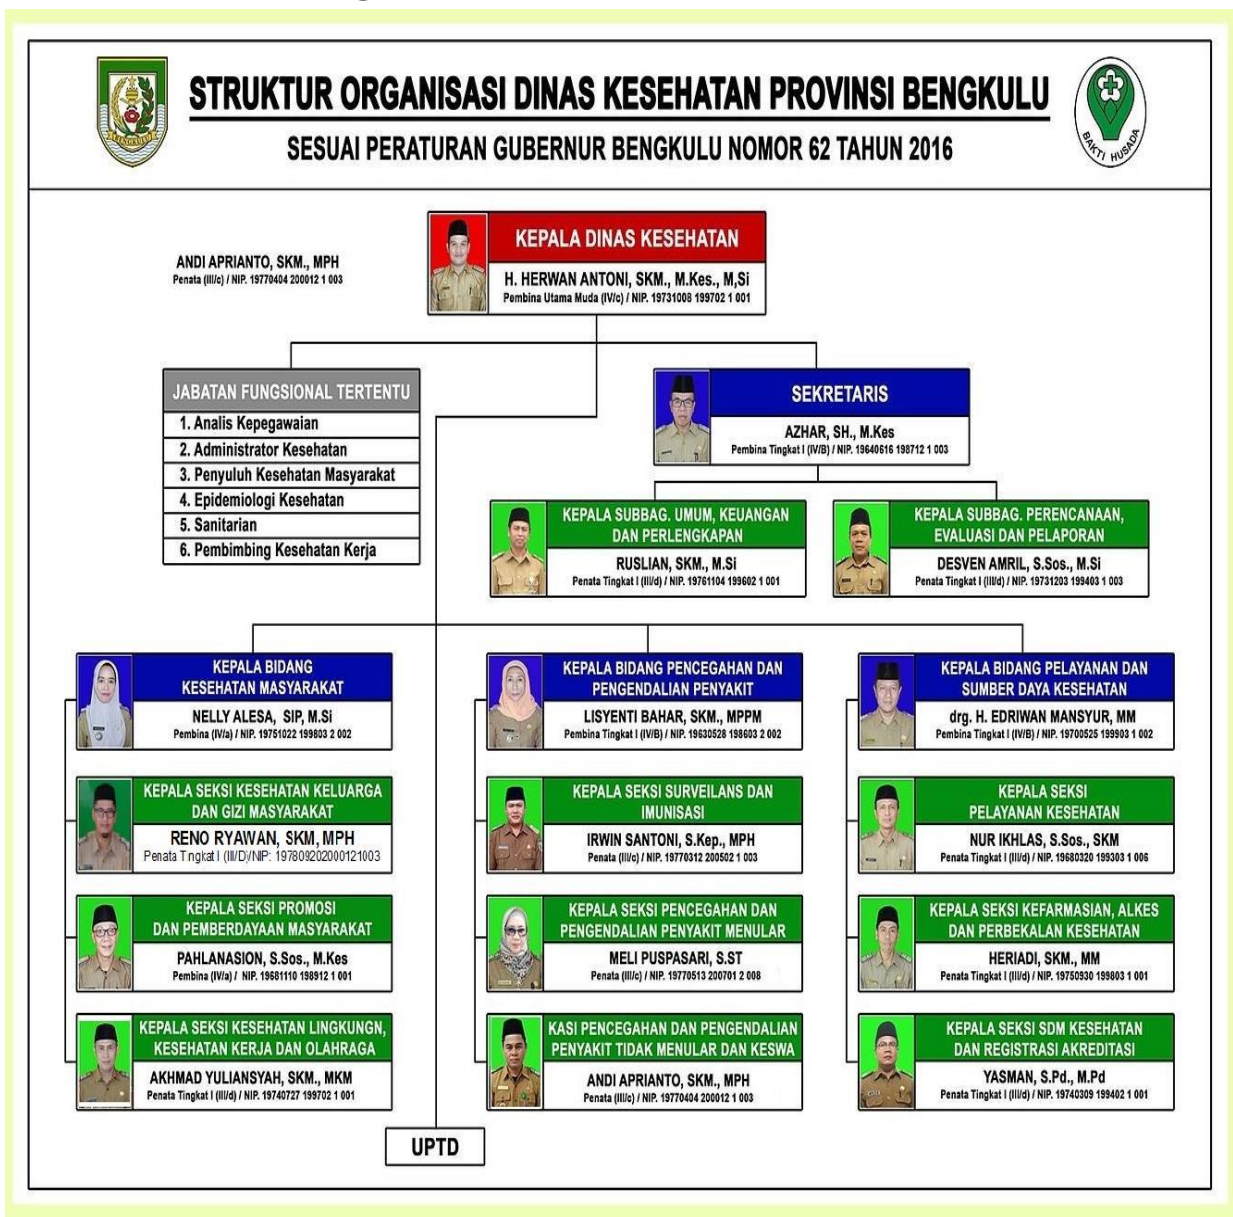 STRUKTUR ORGANISASI DINAS KESEHATAN PROVINSI BENGKULU
SESUAI PERATURAN GUBERNUR BENGKULU NOMOR 62 TAHUN 2016
BENGKULU
BAKTI HUSADA
ANDI APRIANTO, SKM., MPH
Penata (III/c) / NIP. 19770404 200012 1 003
KEPALA DINAS KESEHATAN
H. HERWAN ANTONI, SKM., M.Kes., M,Si
Pembina Utama Muda (IV/c) / NIP. 19731008 199702 1 001
JABATAN FUNGSIONAL TERTENTU
1. Analis Kepegawaian
2. Administrator Kesehatan
3. Penyuluh Kesehatan Masyarakat
4. Epidemiologi Kesehatan
5. Sanitarian
6. Pembimbing Kesehatan Kerja
SEKRETARIS
AZHAR, SH., M.Kes
Pembina Tingkat I (IV/B) / NIP. 19640616 198712 1 003
KEPALA SUBBAG. UMUM, KEUANGAN
DAN PERLENGKAPAN
RUSLIAN, SKM., M.Si
Penata Tingkat I (III/d) / NIP. 19761104 199602 1 001
KEPALA SUBBAG. PERENCANAAN,
EVALUASI DAN PELAPORAN
DESVEN AMRIL, S.Sos., M.Si
Penata Tingkat I (III/d) / NIP. 19731203 199403 1 003
KEPALA BIDANG
KESEHATAN MASYARAKAT
NELLY ALESA, SIP, M.Si
Pembina (IV/a) / NIP. 19751022 199803 2 002
KEPALA SEKSI KESEHATAN KELUARGA
DAN GIZI MASYARAKAT
RENO RYAWAN, SKM, MPH
Penata Tingkat I (III/D)/NIP: 197809202000121003
KEPALA SEKSI PROMOSI
DAN PEMBERDAYAAN MASYARAKAT
PAHLANASION, S.Sos., M.Kes
Pembina (IV/a) / NIP. 19681110 198912 1 001
KEPALA SEKSI KESEHATAN LINGKUNGN,
KESEHATAN KERJA DAN OLAHRAGA
AKHMAD YULIANSYAH, SKM., MKM
Penata Tingkat I (III/d) / NIP. 19740727 199702 1 001
KEPALA BIDANG PENCEGAHAN DAN
PENGENDALIAN PENYAKIT
LISYENTI BAHAR, SKM., MPPM
Pembina Tingkat I (IV/B) / NIP. 19630528 198603 2 002
KEPALA SEKSI SURVEILANS DAN
IMUNISASI
IRWIN SANTONI, S.Kep., MPH
Penata (III/c) / NIP. 19770312 200502 1 003
KEPALA SEKSI PENCEGAHAN DAN
PENGENDALIAN PENYAKIT MENULAR
MELI PUSPASARI, S.ST
Penata (III/c) / NIP. 19770513 200701 2 008
KASI PENCEGAHAN DAN PENGENDALIAN
PENYAKIT TIDAK MENULAR DAN KESWA
ANDI APRIANTO, SKM., MPH
Penata (III/c) / NIP. 19770404 200012 1 003
KEPALA BIDANG PELAYANAN DAN
SUMBER DAYA KESEHATAN
drg. H. EDRIWAN MANSYUR, MM
Pembina Tingkat I (IV/B) / NIP. 19700525 199903 1 002
KEPALA SEKSI
PELAYANAN KESEHATAN
NUR IKHLAS, S.Sos., SKM
Penata Tingkat I (III/d) / NIP. 19680320 199303 1 006
KEPALA SEKSI KEFARMASIAN, ALKES
DAN PERBEKALAN KESEHATAN
HERIADI, SKM., MM
Penata Tingkat I (III/d) / NIP. 19750930 199803 1 001
KEPALA SEKSI SDM KESEHATAN
DAN REGISTRASI AKREDITASI
YASMAN, S.Pd., M.Pd
Penata Tingkat I (III/d) / NIP. 19740309 199402 1 001
UPTD